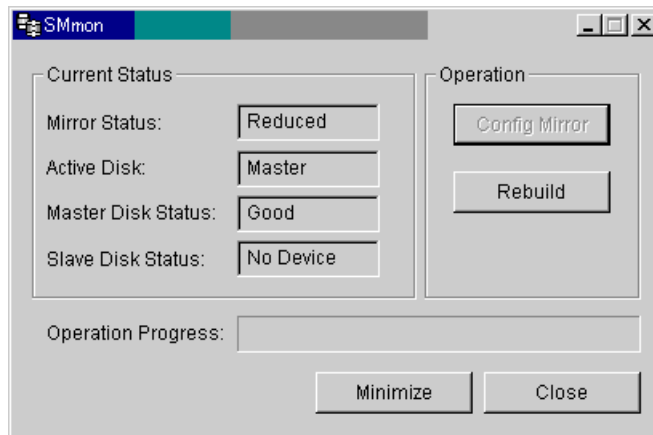 SMmon
Current Status
Mirror Status: Reduced
Active Disk: Master
Master Disk Status: Good
Slave Disk Status: No Device
Operation
Config Mirror
Rebuild
Operation Progress:
Minimize Close